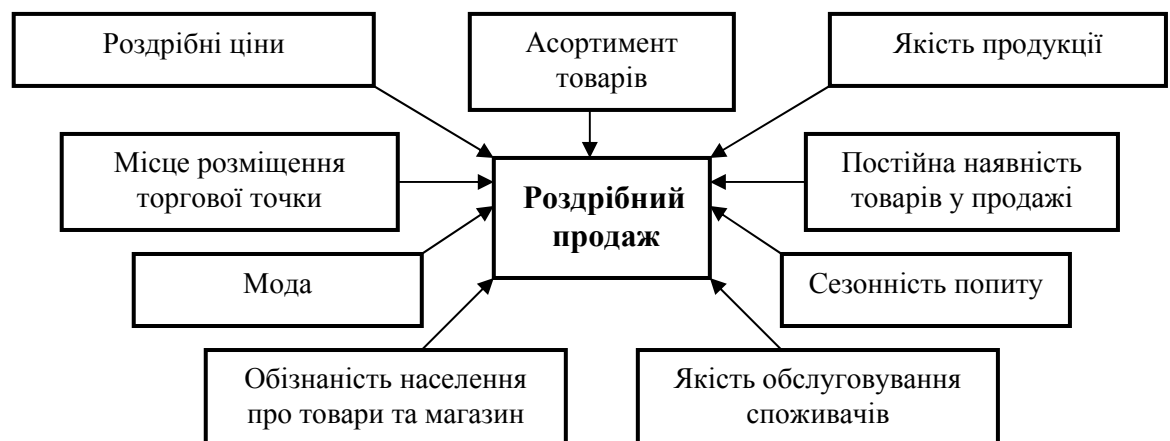 Роздрібні ціни
Асортимент
товарів
Якість продукції
Місце розміщення
торгової точки
Роздрібний
продаж
Постійна наявність
товарів у продажі
Мода
Сезонність попиту
Обізнаність населення
про товари та магазин
Якість обслуговування
споживачів